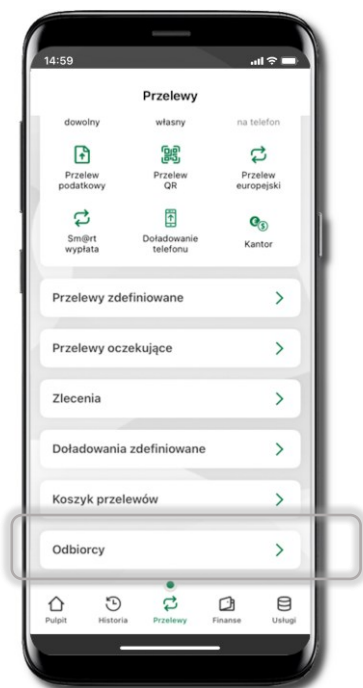 14:59
Przelewy
dowolny własny na telefon
Przelew Przelew Przelew
podatkowy QR europejski
Sm@rt Doładowanie Kantor
wypłata telefonu
Przelewy zdefiniowane
Przelewy oczekujące
Zlecenia
Doładowania zdefiniowane
Koszyk przelewów
Odbiorcy
Pulpit Historia Przelewy Finanse Usługi